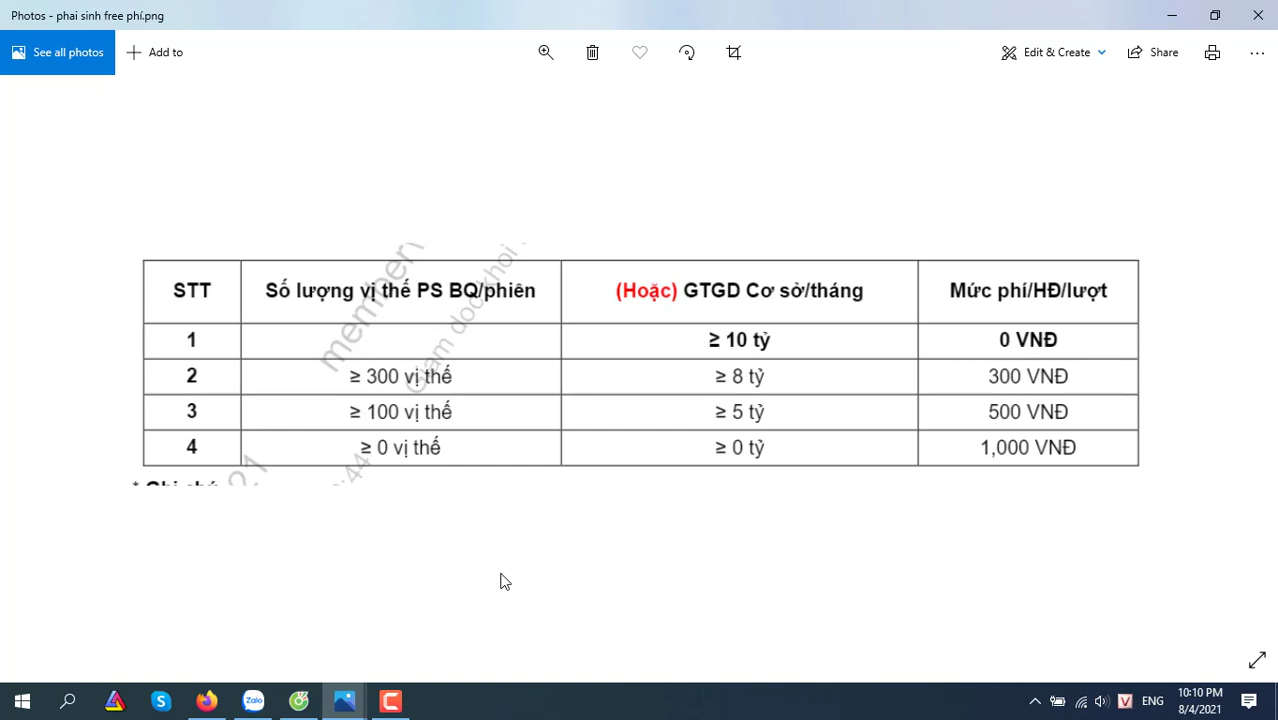 Photos - phai sinh free phí.png
See all photos
Add to
Edit & Create
Share
STT Số lượng vị thế PS BQ/phiên (Hoặc) GTGD Cơ sở/tháng Mức phí/HĐ/lượt
1 ≥ 10 tỷ 0 VNĐ
2 ≥ 300 vị thế ≥ 8 tỷ 300 VNĐ
3 ≥ 100 vị thế ≥ 5 tỷ 500 VNĐ
4 ≥ 0 vị thế ≥ 0 tỷ 1,000 VNĐ
Zalo
V
ENG
10:10 PM
8/4/2021